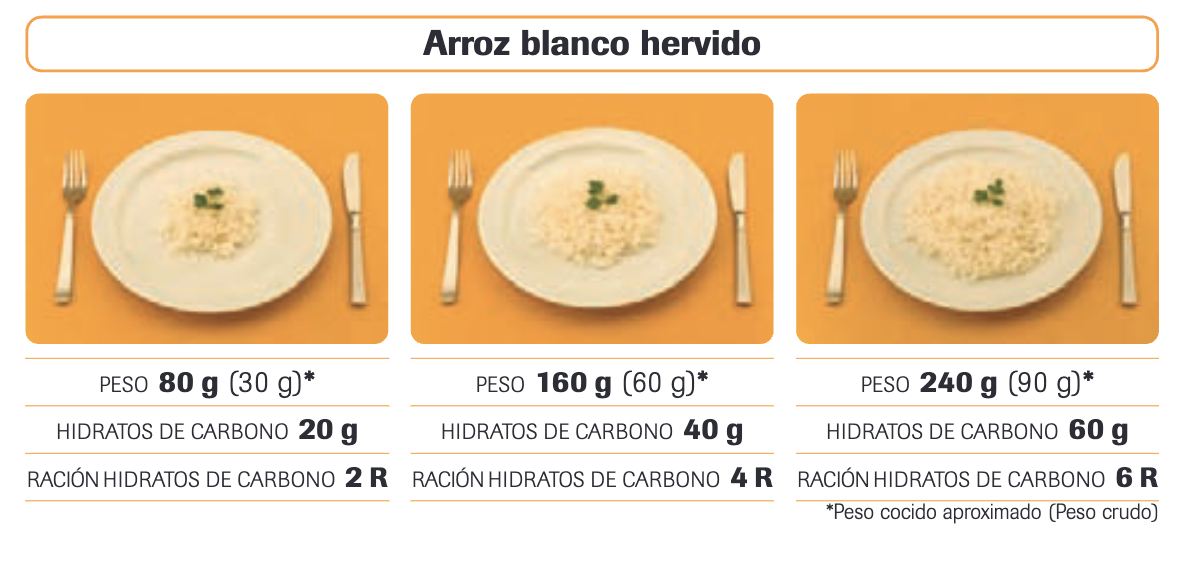 Arroz blanco hervido
PESO 80 g (30 g)*
HIDRATOS DE CARBONO 20 g
RACIÓN HIDRATOS DE CARBONO 2 R
PESO 160 g (60 g)*
HIDRATOS DE CARBONO 40 g
RACIÓN HIDRATOS DE CARBONO 4 R
PESO 240 g (90 g)*
HIDRATOS DE CARBONO 60 g
RACIÓN HIDRATOS DE CARBONO 6 R
*Peso cocido aproximado (Peso crudo)